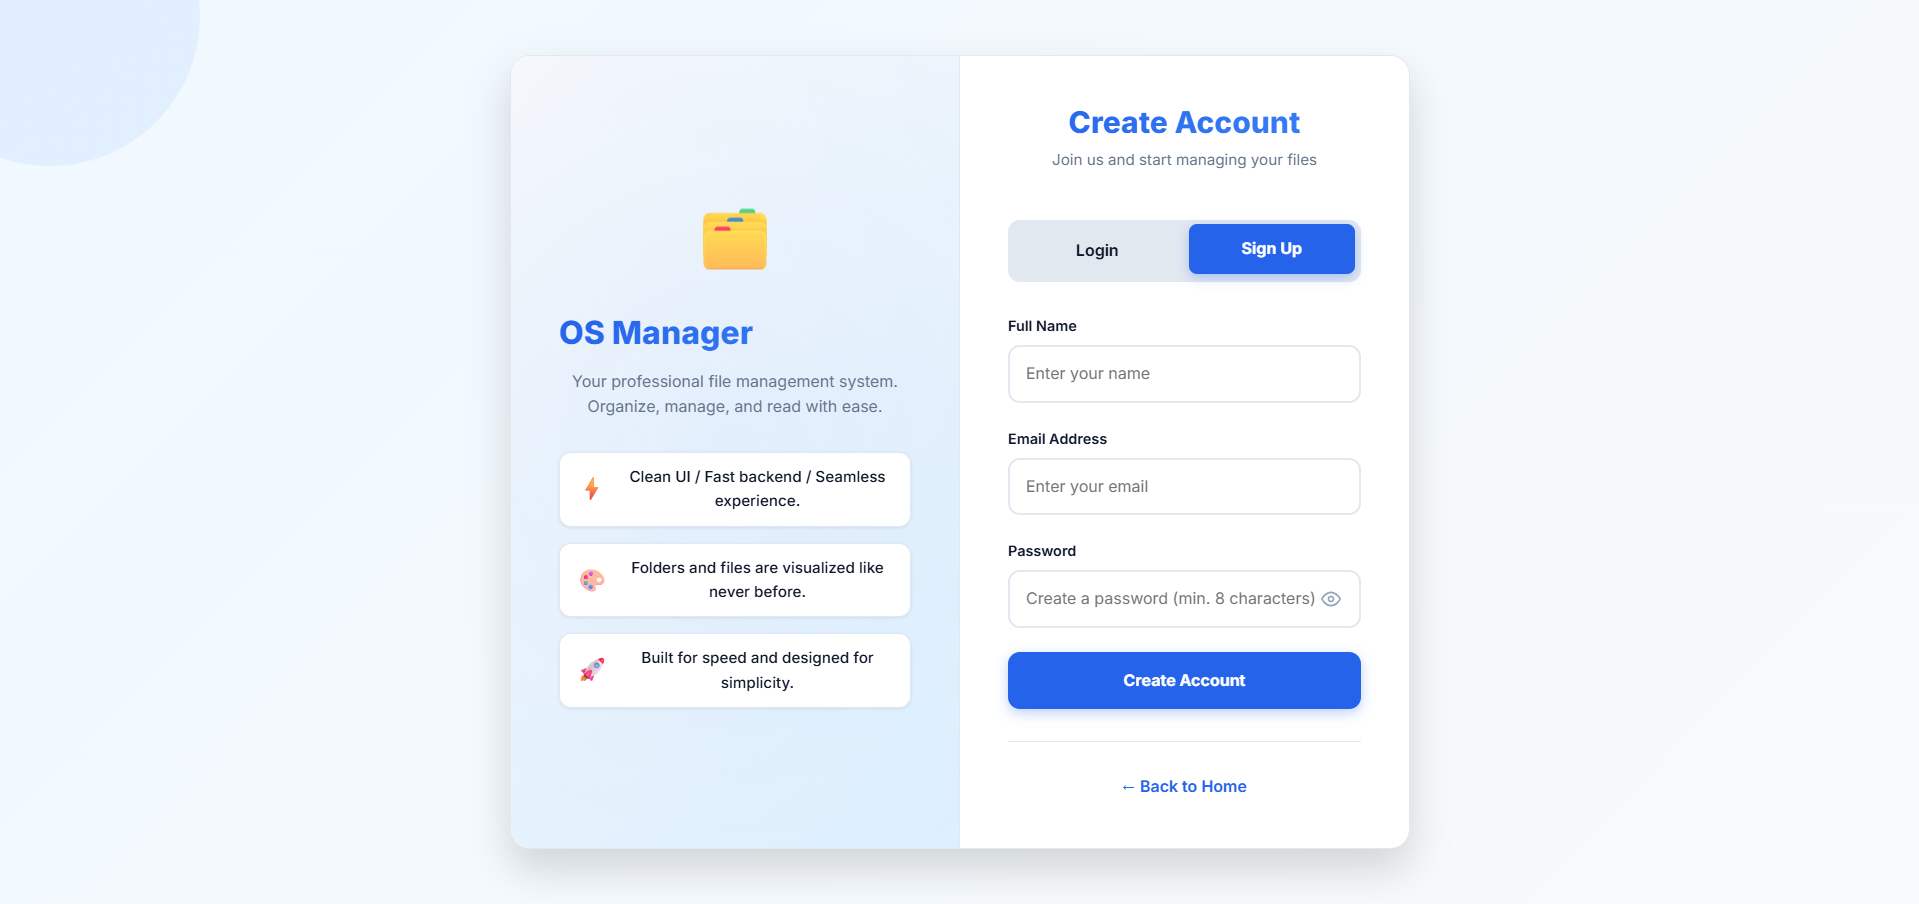 OS Manager
Your professional file management system.
Organize, manage, and read with ease.
Clean UI / Fast backend / Seamless
experience.
Folders and files are visualized like
never before.
Built for speed and designed for
simplicity.
Create Account
Join us and start managing your files
Login
Sign Up
Full Name
Enter your name
Email Address
Enter your email
Password
Create a password (min. 8 characters)
Create Account
← Back to Home